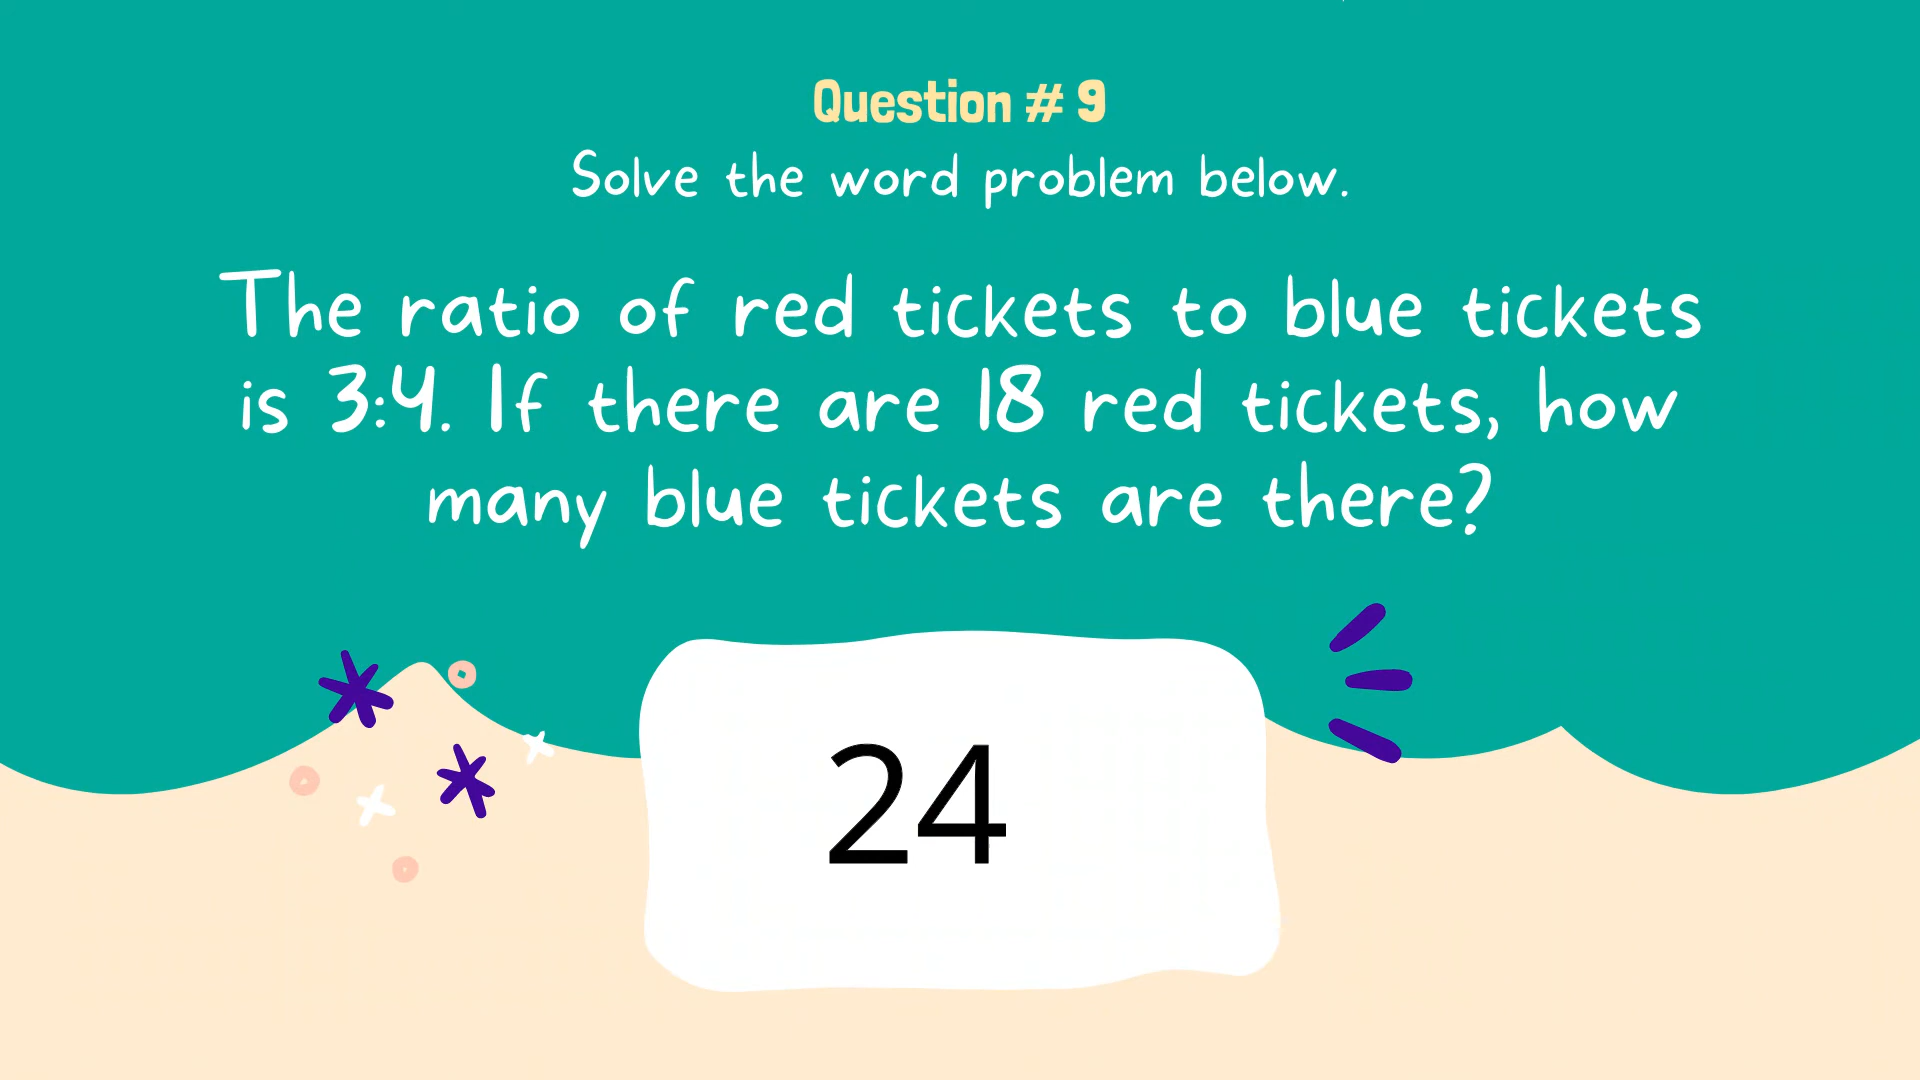 Question # 9
Solve the word problem below.
The ratio of red tickets to blue tickets
is 3:4. If there are 18 red tickets, how
many blue tickets are there?
24